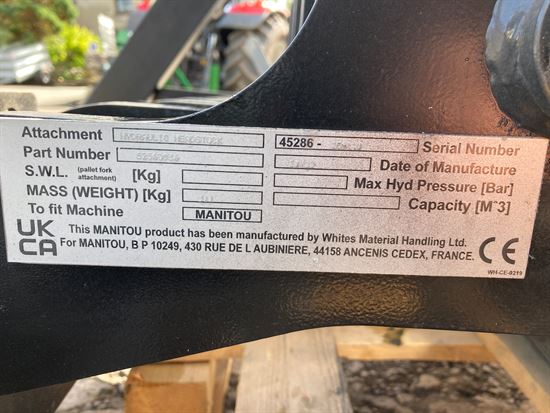 Attachment 45286 - Serial Number
Part Number Date of Manufacture
S.W.L. (pallet fork attachment) [Kg] Max Hyd Pressure [Bar]
MASS (WEIGHT) [Kg] Capacity [M^3]
To fit Machine MANITOU
UK
CA
This MANITOU product has been manufactured by Whites Material Handling Ltd.
For MANITOU, B P 10249, 430 RUE DE L AUBINIERE, 44158 ANCENIS CEDEX, FRANCE.
CE
WH-CE-0219